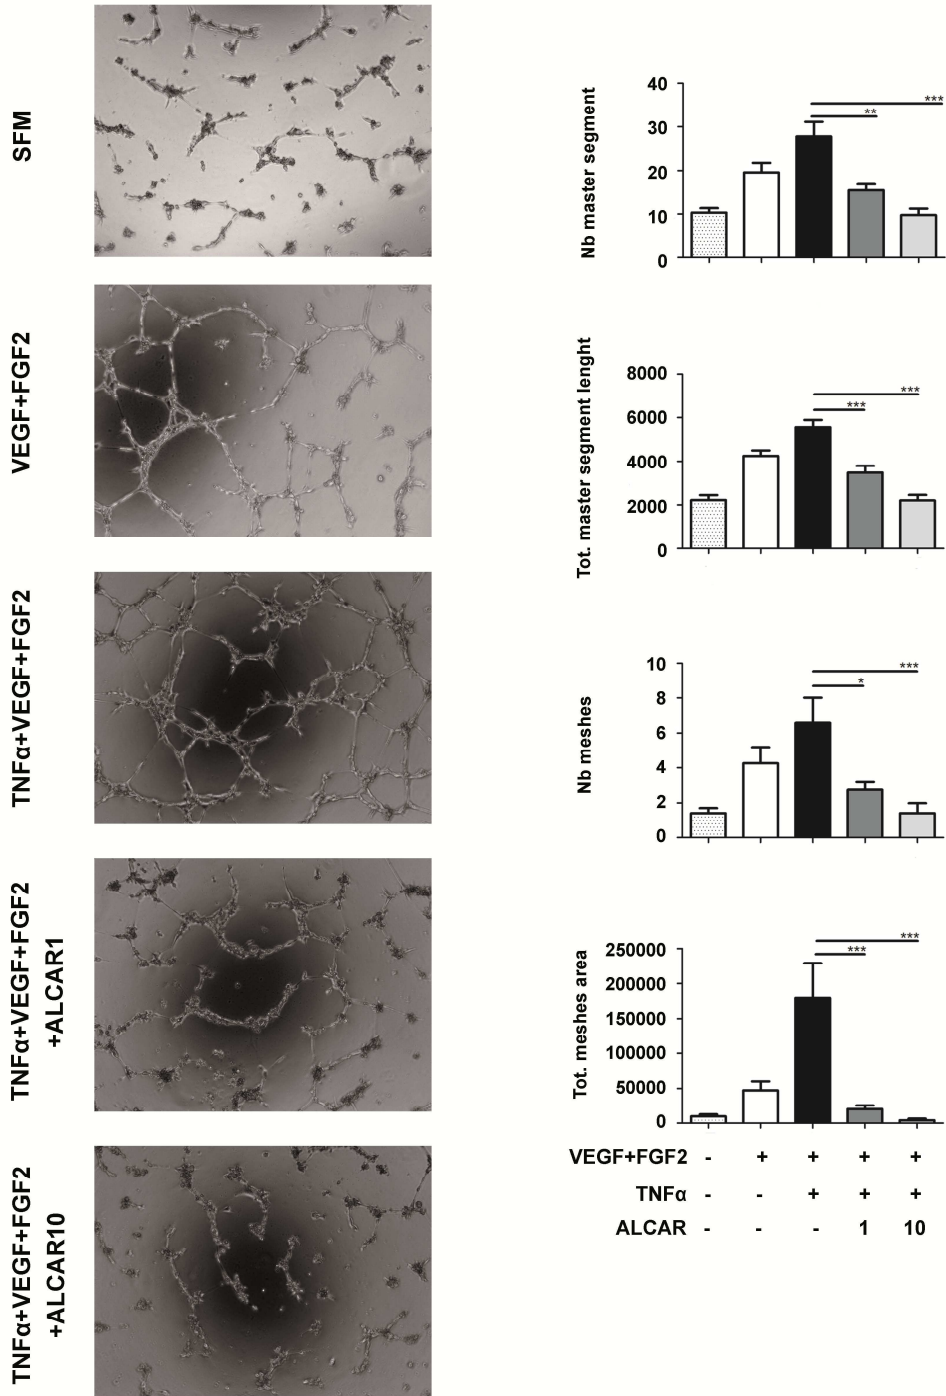 SFM
VEGF+FGF2
TNFα+VEGF+FGF2
TNFα+VEGF+FGF2
+ALCAR1
TNFα+VEGF+FGF2
+ALCAR10
Nb master segment
40
30
20
10
0
***
**
Tot. master segment lenght
8000
6000
4000
2000
0
***
***
Nb meshes
10
8
6
4
2
0
***
*
Tot. meshes area
250000
200000
150000
100000
50000
0
***
***
VEGF+FGF2 - + + + +
TNFα - - + + +
ALCAR - - - 1 10